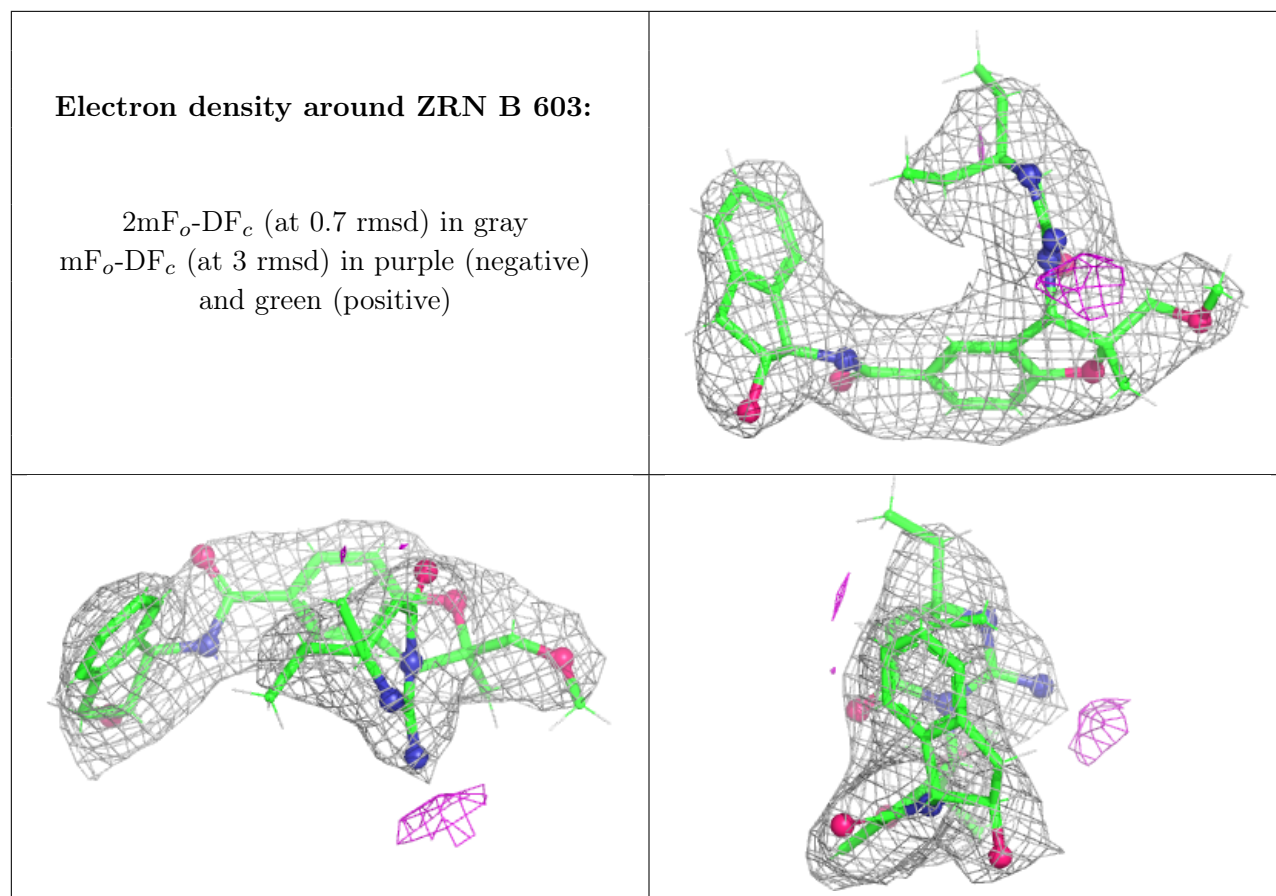 Electron density around ZRN B 603:
2mFo-DFc (at 0.7 rmsd) in gray
mFo-DFc (at 3 rmsd) in purple (negative)
and green (positive)